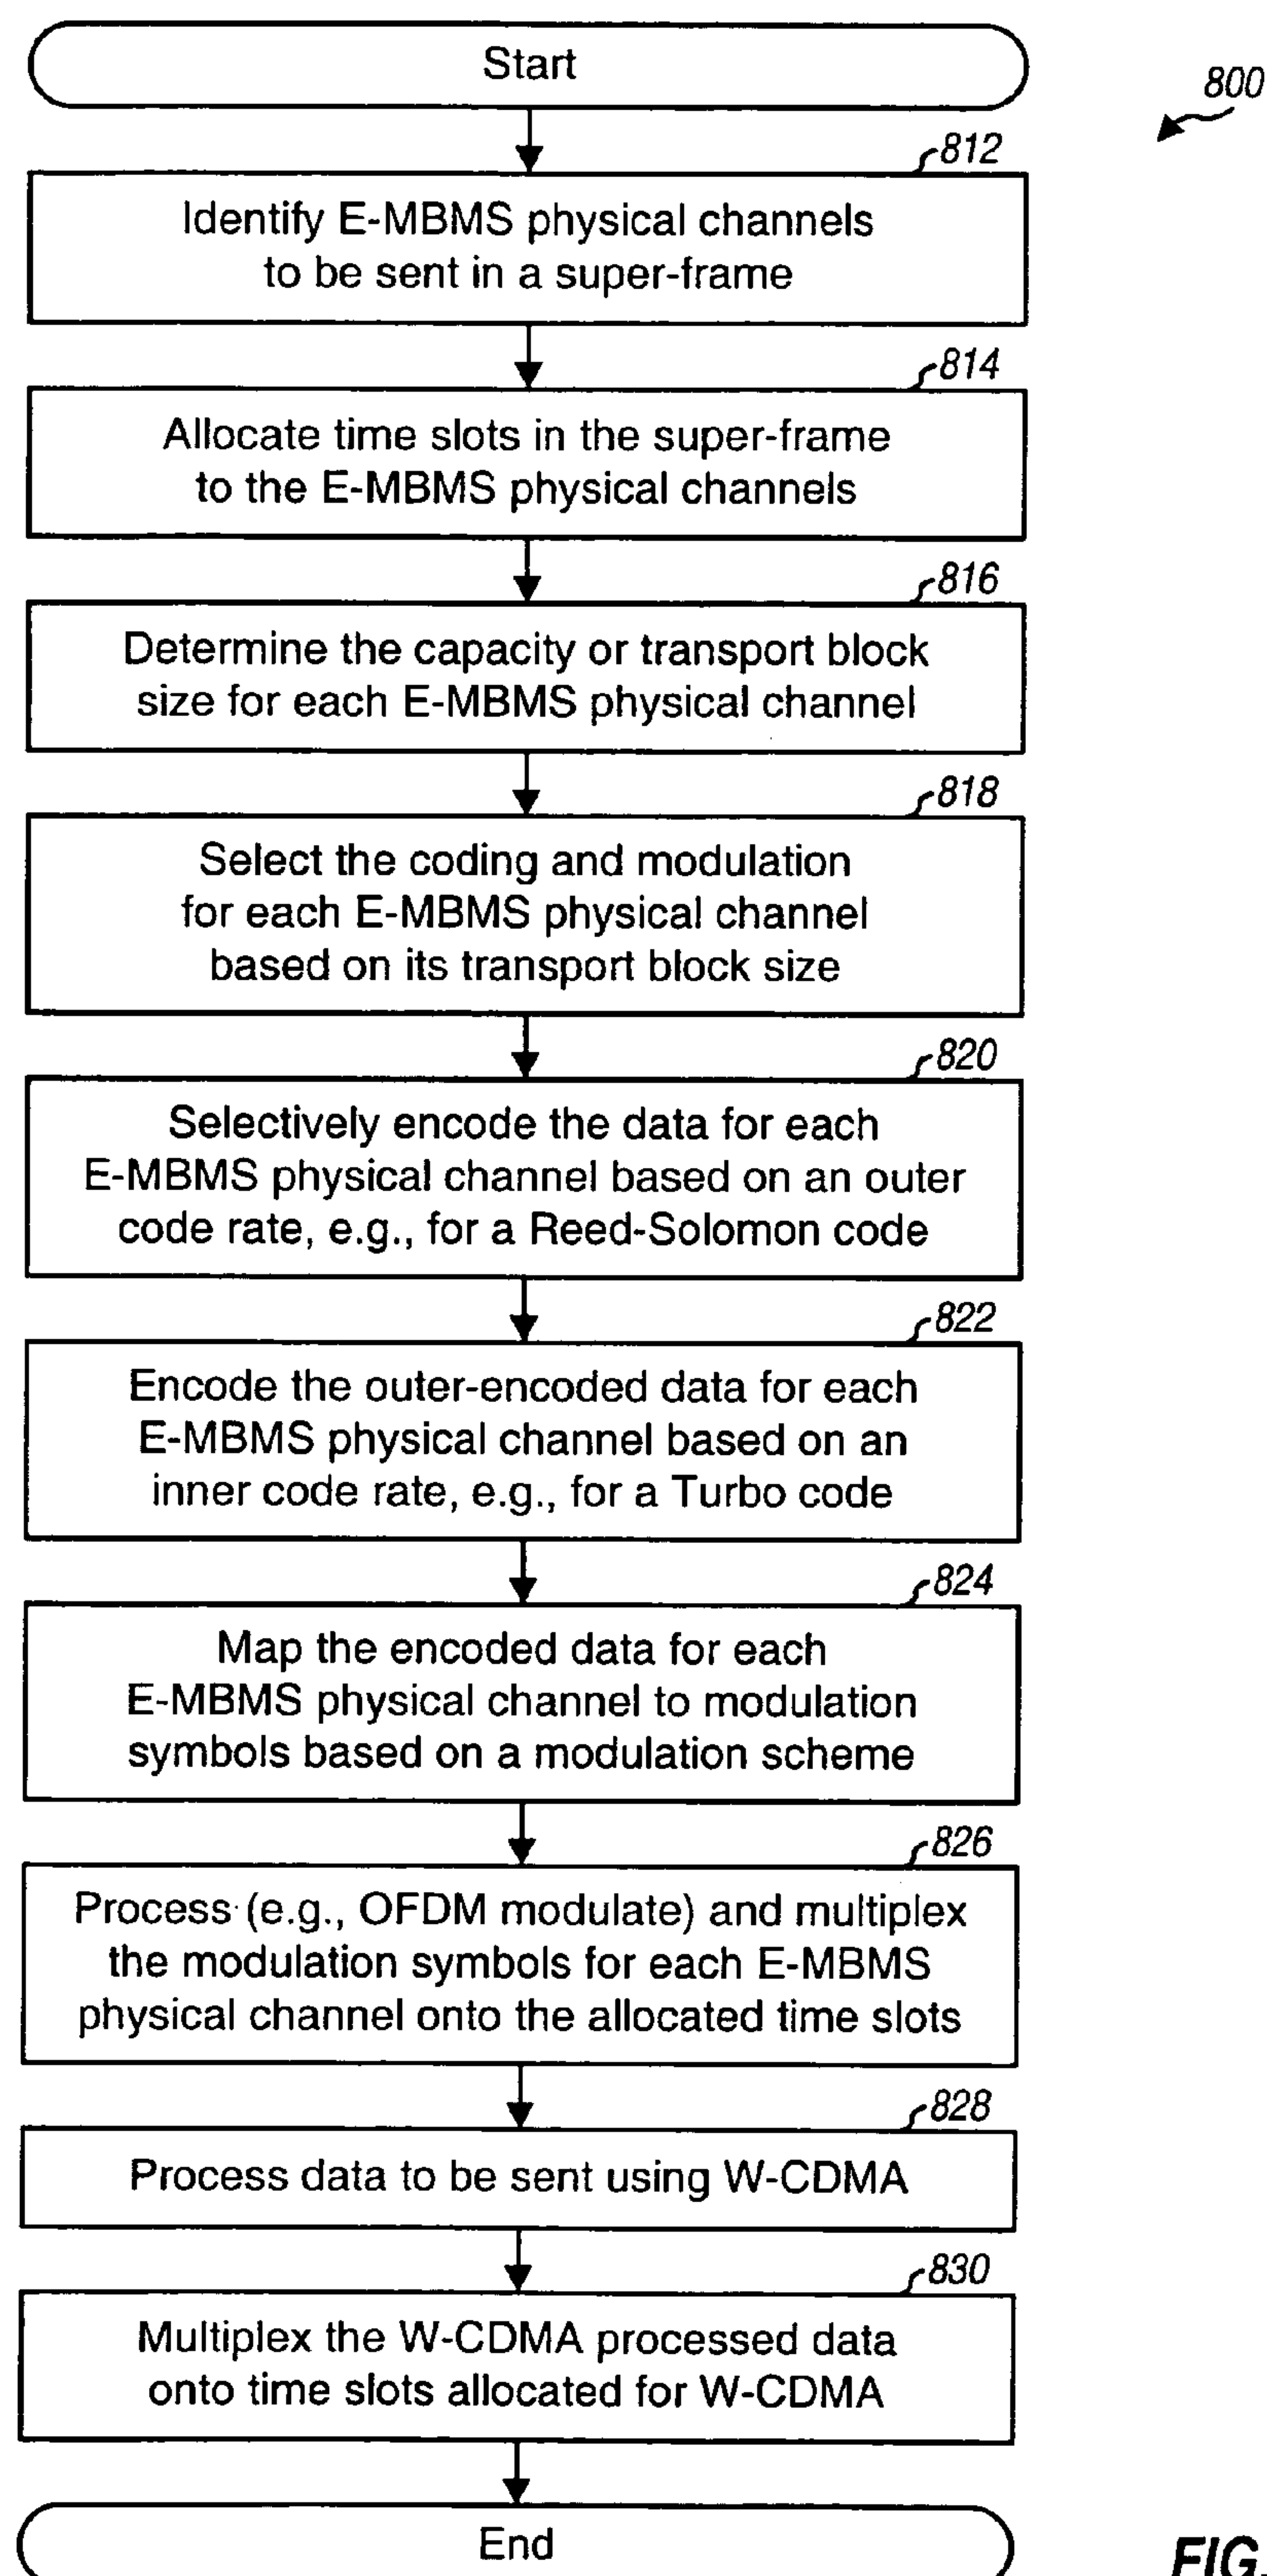 Start
800
812
Identify E-MBMS physical channels
to be sent in a super-frame
814
Allocate time slots in the super-frame
to the E-MBMS physical channels
816
Determine the capacity or transport block
size for each E-MBMS physical channel
818
Select the coding and modulation
for each E-MBMS physical channel
based on its transport block size
820
Selectively encode the data for each
E-MBMS physical channel based on an outer
code rate, e.g., for a Reed-Solomon code
822
Encode the outer-encoded data for each
E-MBMS physical channel based on an
inner code rate, e.g., for a Turbo code
824
Map the encoded data for each
E-MBMS physical channel to modulation
symbols based on a modulation scheme
826
Process (e.g., OFDM modulate) and multiplex
the modulation symbols for each E-MBMS
physical channel onto the allocated time slots
828
Process data to be sent using W-CDMA
830
Multiplex the W-CDMA processed data
onto time slots allocated for W-CDMA
End
FIG.